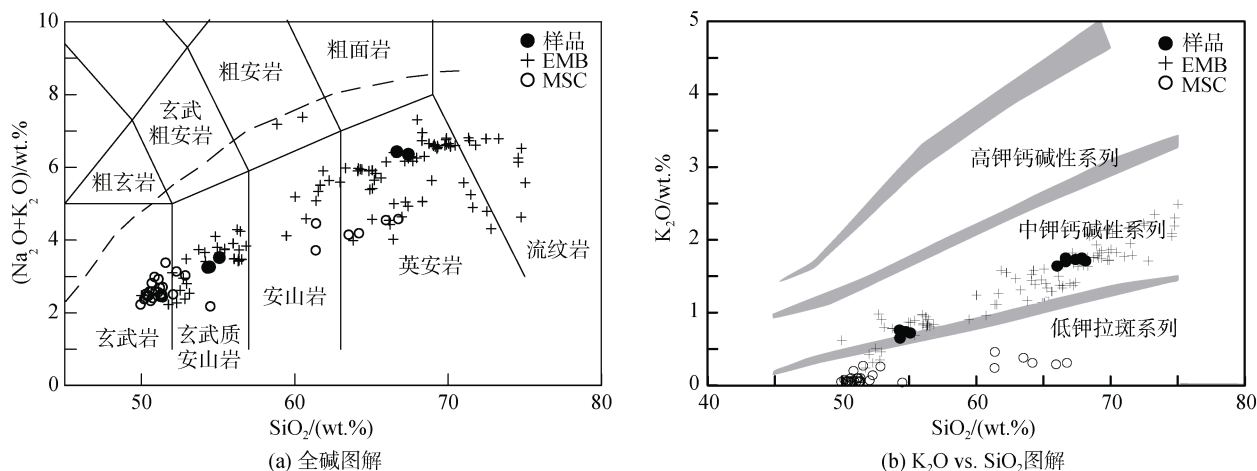 10
8
6
4
2
0
50
60
70
80
(Na2O+K2O)/wt.%
SiO2/(wt.%)
粗面岩
粗安岩
玄武
粗安岩
粗玄岩
玄武岩
玄武质
安山岩
安山岩
英安岩
流纹岩
样品
EMB
MSC
(a) 全碱图解
5
4
3
2
1
0
40
50
60
70
80
K2O/wt.%
SiO2/(wt.%)
高钾钙碱性系列
中钾钙碱性系列
低钾拉斑系列
样品
EMB
MSC
(b) K2O vs. SiO2图解